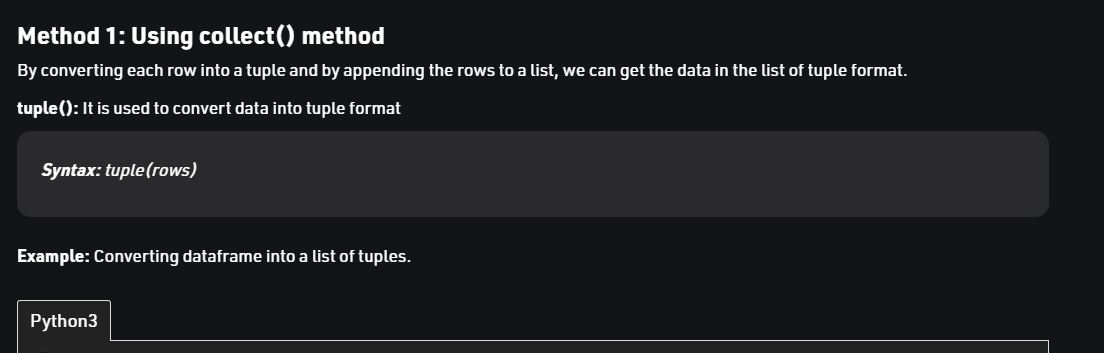 Method 1: Using collect() method
By converting each row into a tuple and by appending the rows to a list, we can get the data in the list of tuple format.
tuple(): It is used to convert data into tuple format
Syntax: tuple(rows)
Example: Converting dataframe into a list of tuples.
Python3